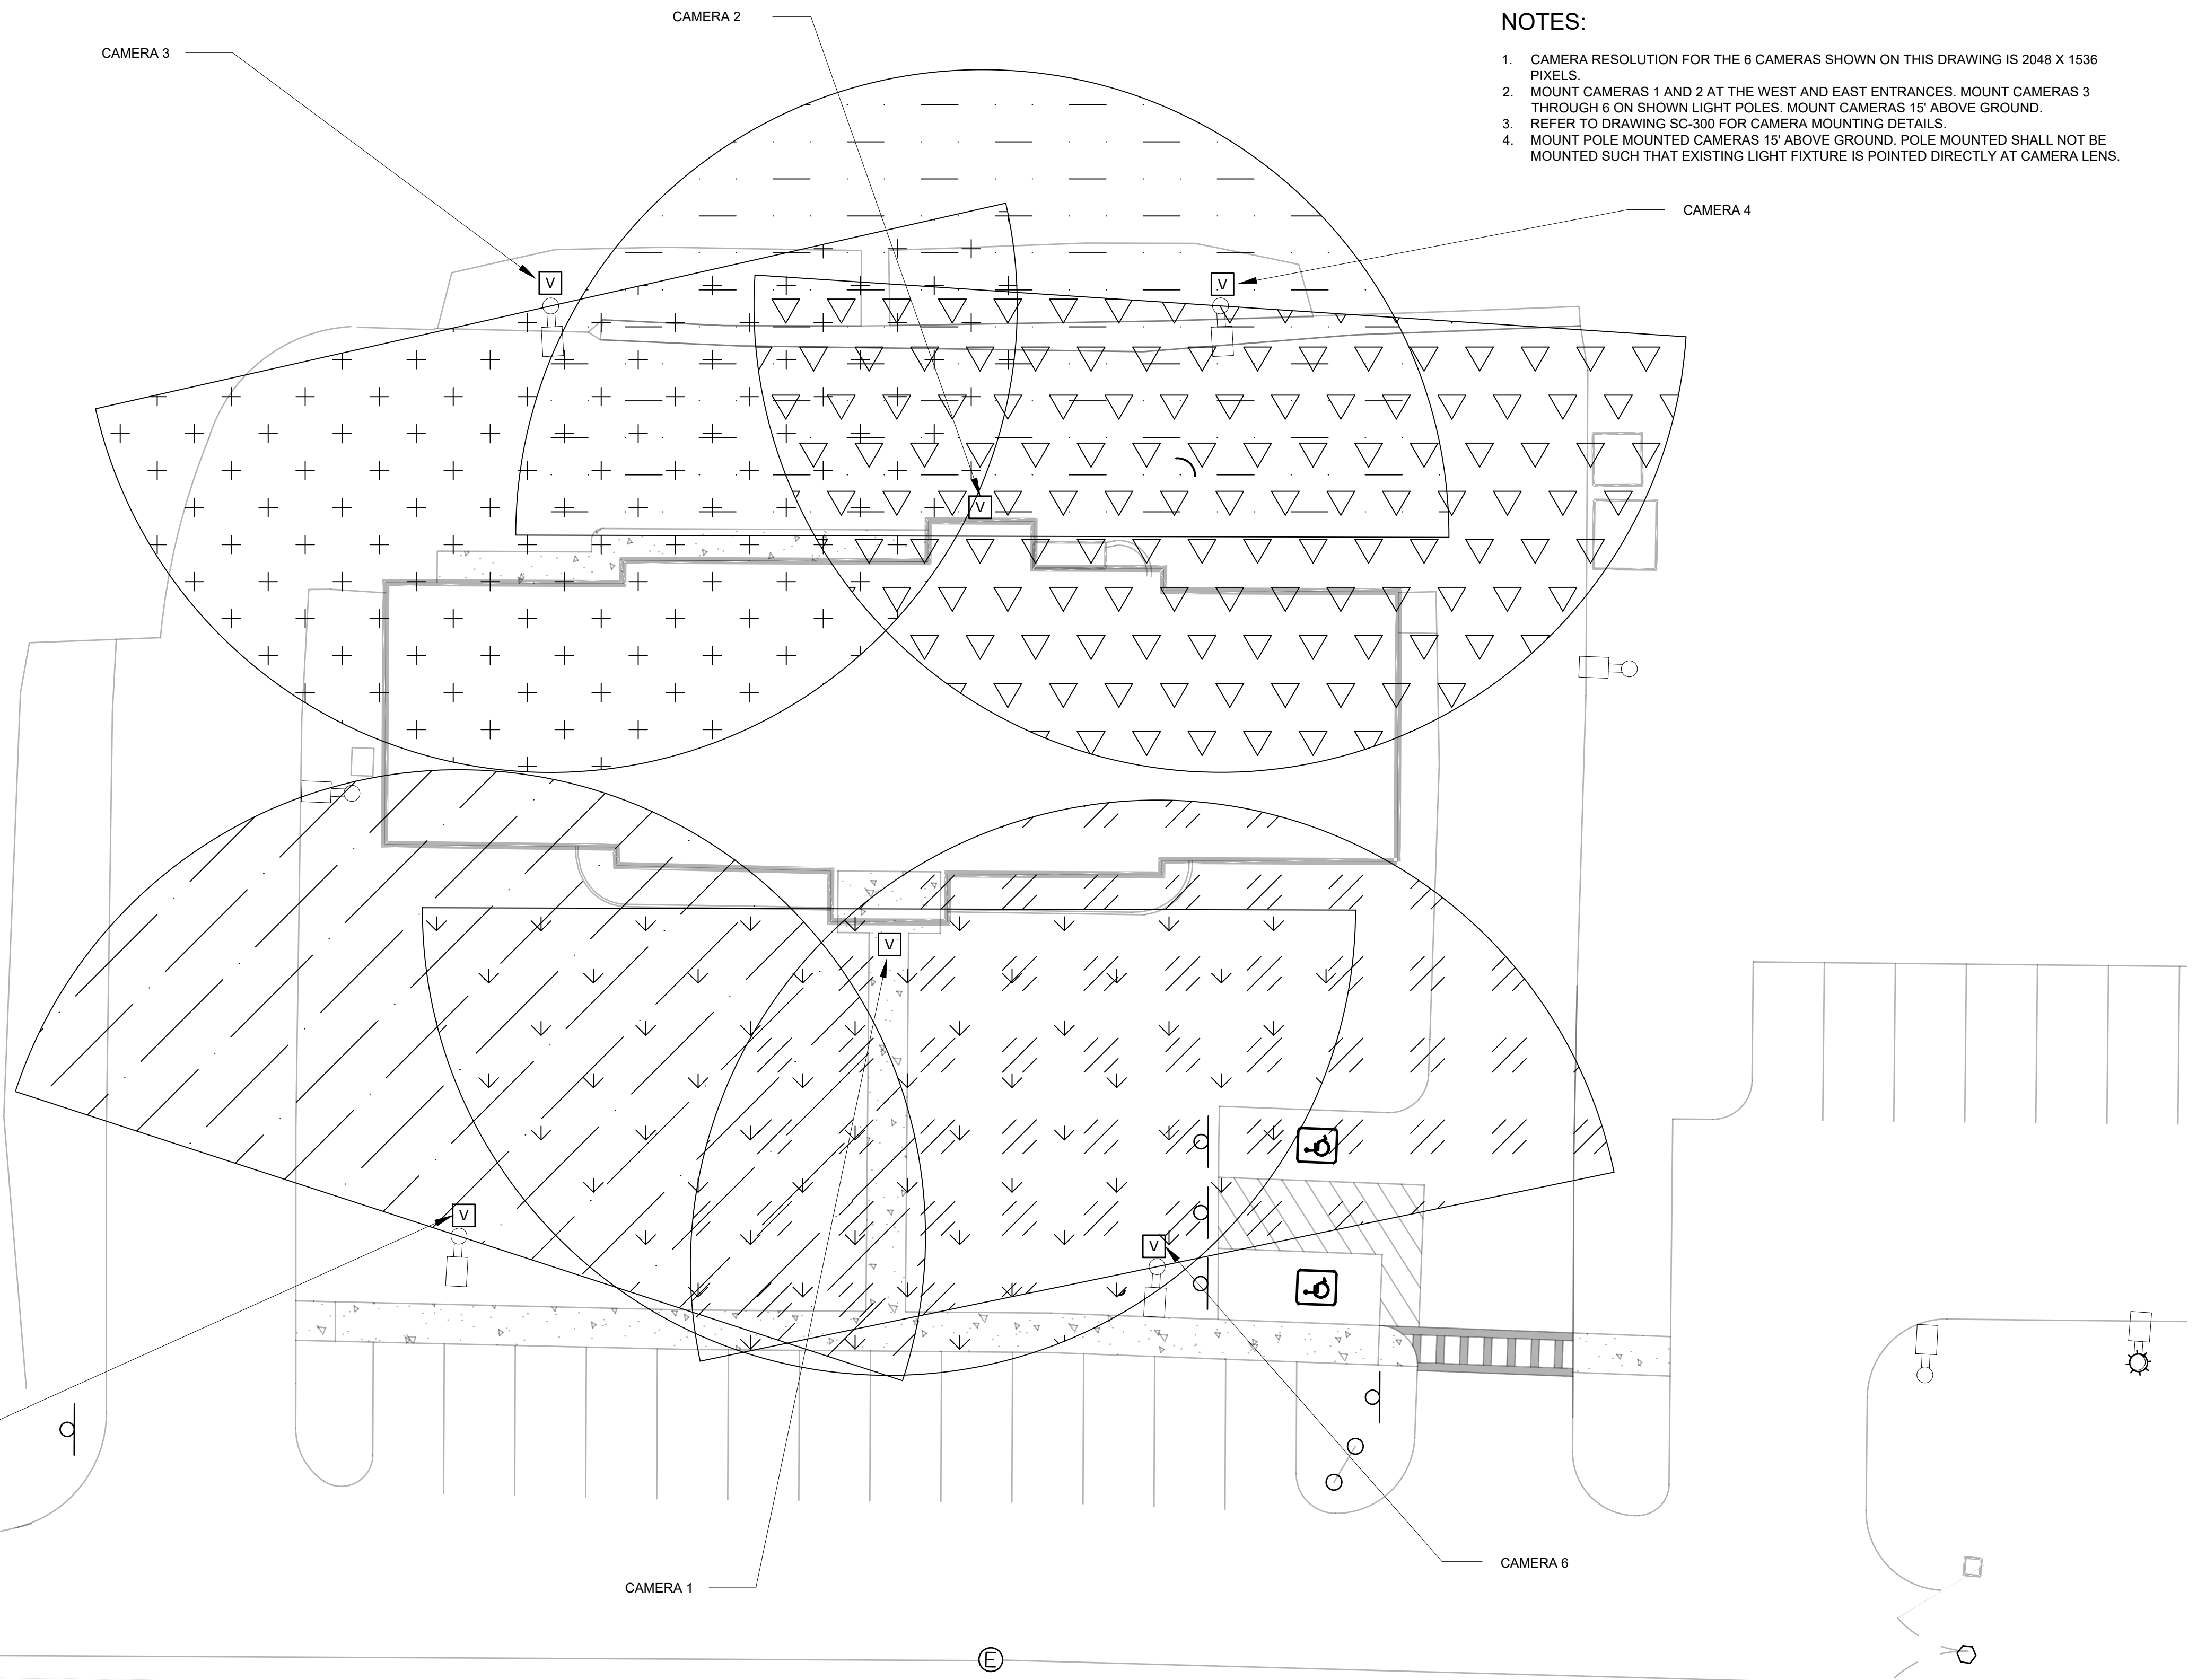 CAMERA 2
NOTES:
CAMERA 3
1. CAMERA RESOLUTION FOR THE 6 CAMERAS SHOWN ON THIS DRAWING IS 2048 X 1536
PIXELS.
2. MOUNT CAMERAS 1 AND 2 AT THE WEST AND EAST ENTRANCES. MOUNT CAMERAS 3
THROUGH 6 ON SHOWN LIGHT POLES. MOUNT CAMERAS 15' ABOVE GROUND.
3. REFER TO DRAWING SC-300 FOR CAMERA MOUNTING DETAILS.
4. MOUNT POLE MOUNTED CAMERAS 15' ABOVE GROUND. POLE MOUNTED SHALL NOT BE
MOUNTED SUCH THAT EXISTING LIGHT FIXTURE IS POINTED DIRECTLY AT CAMERA LENS.
CAMERA 4
V
V
V
V
V
V
CAMERA 6
CAMERA 1
E